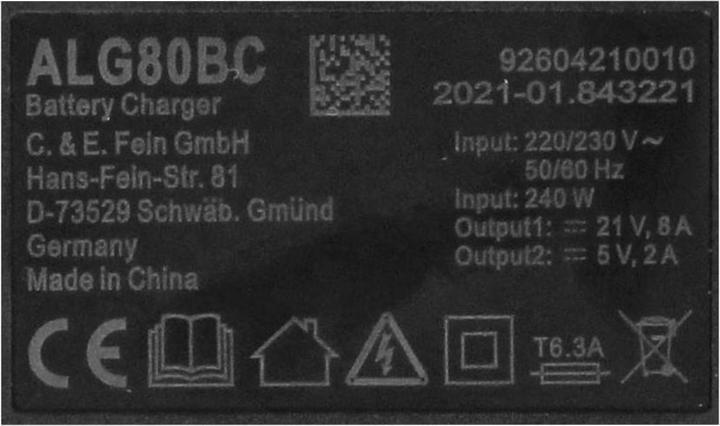 ALG80BC
Battery Charger
C. & E. Fein GmbH
Hans-Fein-Str. 81
D-73529 Schwäb. Gmünd
Germany
Made in China
92604210010
2021-01.843221
Input: 220/230 V ~
50/60 Hz
Input: 240 W
Output1: ⎓ 21 V, 8 A
Output2: ⎓ 5 V, 2 A
CE
T6.3A